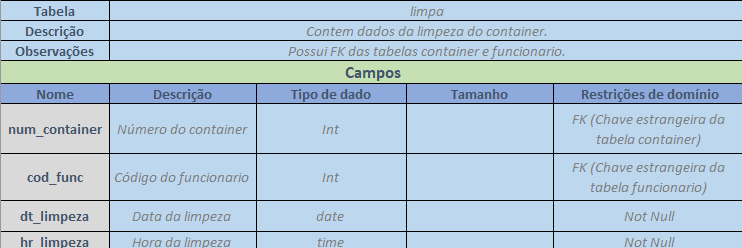 Tabela limpa
Descrição Contem dados da limpeza do container.
Observações Possui FK das tabelas container e funcionario.
Campos
Nome Descrição Tipo de dado Tamanho Restrições de domínio
num_container Número do container Int FK (Chave estrangeira da
tabela container)
cod_func Código do funcionario Int FK (Chave estrangeira da
tabela funcionario)
dt_limpeza Data da limpeza date Not Null
hr_limpeza Hora da limpeza time Not Null